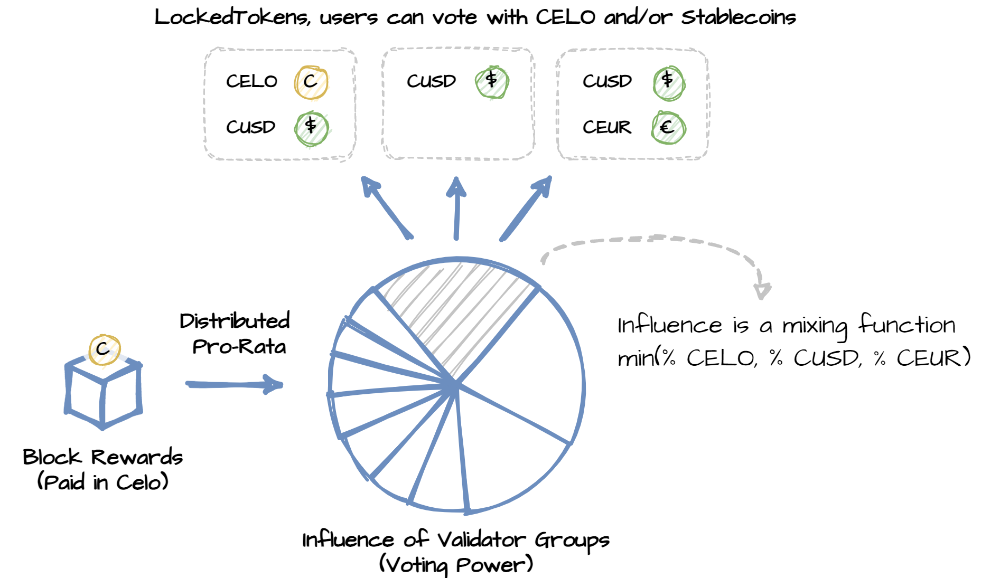 LockedTokens, users can vote with CELO and/or Stablecoins
CELO C
CUSD $
CUSD $
CUSD $
CEUR €
Distributed
Pro-Rata
C
Block Rewards
(Paid in Celo)
Influence is a mixing function
min(% CELO, % CUSD, % CEUR)
Influence of Validator Groups
(Voting Power)